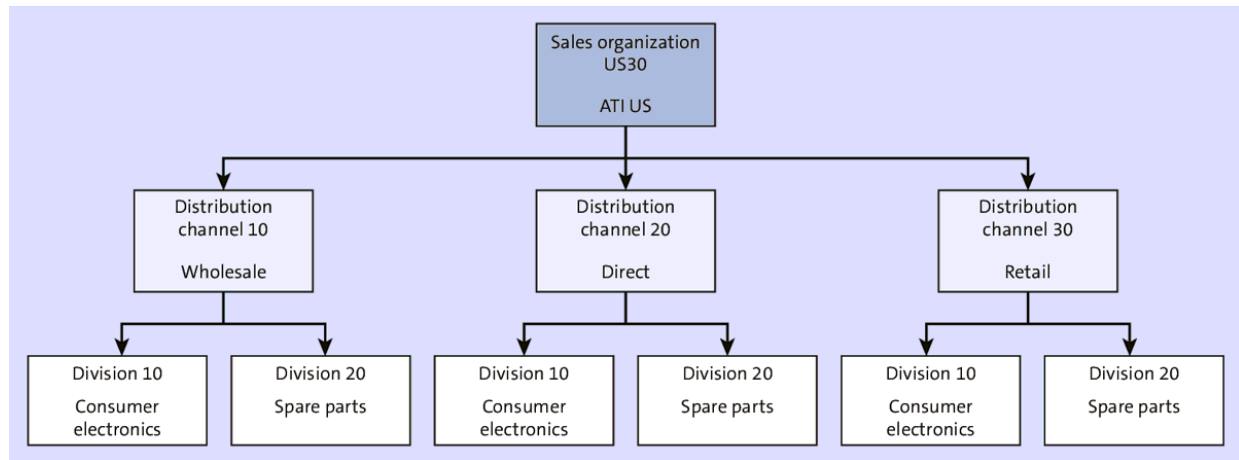 Sales organization
US30
ATI US
Distribution
channel 10
Wholesale
Distribution
channel 20
Direct
Distribution
channel 30
Retail
Division 10
Consumer
electronics
Division 20
Spare parts
Division 10
Consumer
electronics
Division 20
Spare parts
Division 10
Consumer
electronics
Division 20
Spare parts